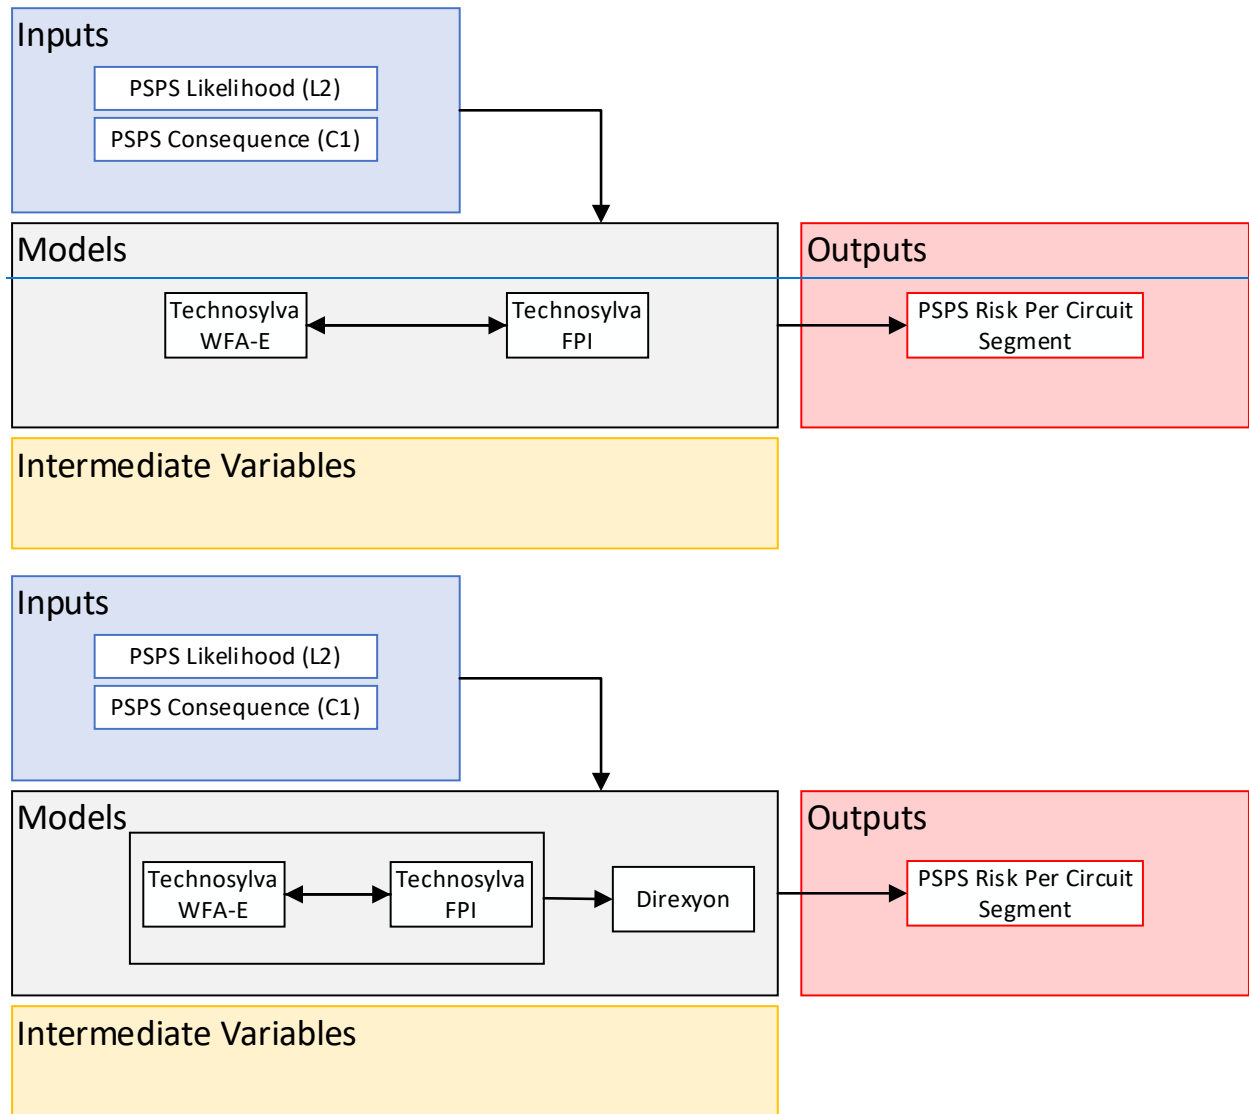 Inputs
PSPS Likelihood (L2)
PSPS Consequence (C1)
Models
Technosylva
WFA-E
Technosylva
FPI
Outputs
PSPS Risk Per Circuit
Segment
Intermediate Variables
Inputs
PSPS Likelihood (L2)
PSPS Consequence (C1)
Models
Technosylva
WFA-E
Technosylva
FPI
Direxyon
Outputs
PSPS Risk Per Circuit
Segment
Intermediate Variables